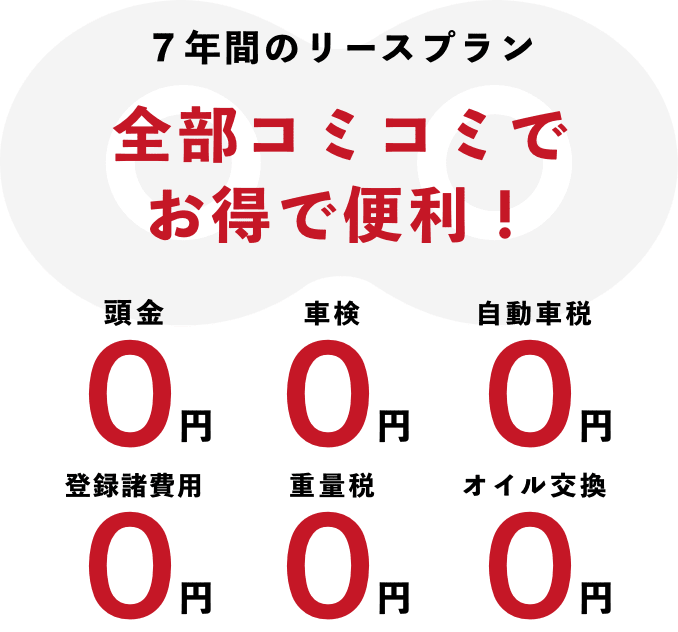 7年間のリースプラン
全部コミコミで
お得で便利！
頭金 車検 自動車税
0円 0円 0円
登録諸費用 重量税 オイル交換
0円 0円 0円